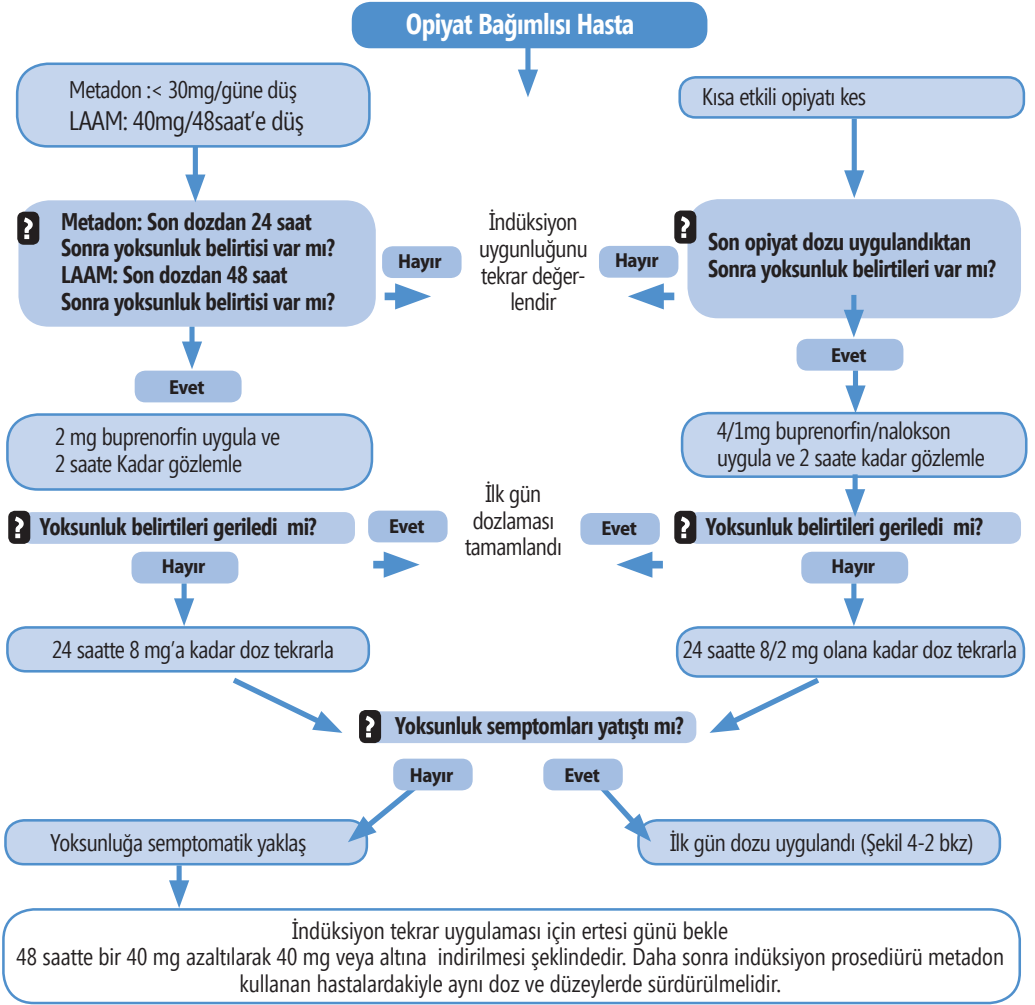 Opiyat Bağımlısı Hasta
Metadon :< 30mg/güne düş
LAAM: 40mg/48saat'e düş
Kısa etkili opiyatı kes
? Metadon: Son dozdan 24 saat
Sonra yoksunluk belirtisi var mı?
LAAM: Son dozdan 48 saat
Sonra yoksunluk belirtisi var mı?
Hayır
İndüksiyon
uygunluğunu
tekrar değer-
lendir
Hayır
? Son opiyat dozu uygulandıktan
Sonra yoksunluk belirtileri var mı?
Evet
Evet
2 mg buprenorfin uygula ve
2 saate Kadar gözlemle
4/1mg buprenorfin/nalokson
uygula ve 2 saate kadar gözlemle
? Yoksunluk belirtileri geriledi mi?
Evet
İlk gün
dozlaması
tamamlandı
Evet
? Yoksunluk belirtileri geriledi mi?
Hayır
Hayır
24 saatte 8 mg'a kadar doz tekrarla
24 saatte 8/2 mg olana kadar doz tekrarla
? Yoksunluk semptomları yatıştı mı?
Hayır
Evet
Yoksunluğa semptomatik yaklaş
İlk gün dozu uygulandı (Şekil 4-2 bkz)
İndüksiyon tekrar uygulaması için ertesi günü bekle
48 saatte bir 40 mg azaltılarak 40 mg veya altına indirilmesi şeklindedir. Daha sonra indüksiyon prosediürü metadon
kullanan hastalardakiyle aynı doz ve düzeylerde sürdürülmelidir.